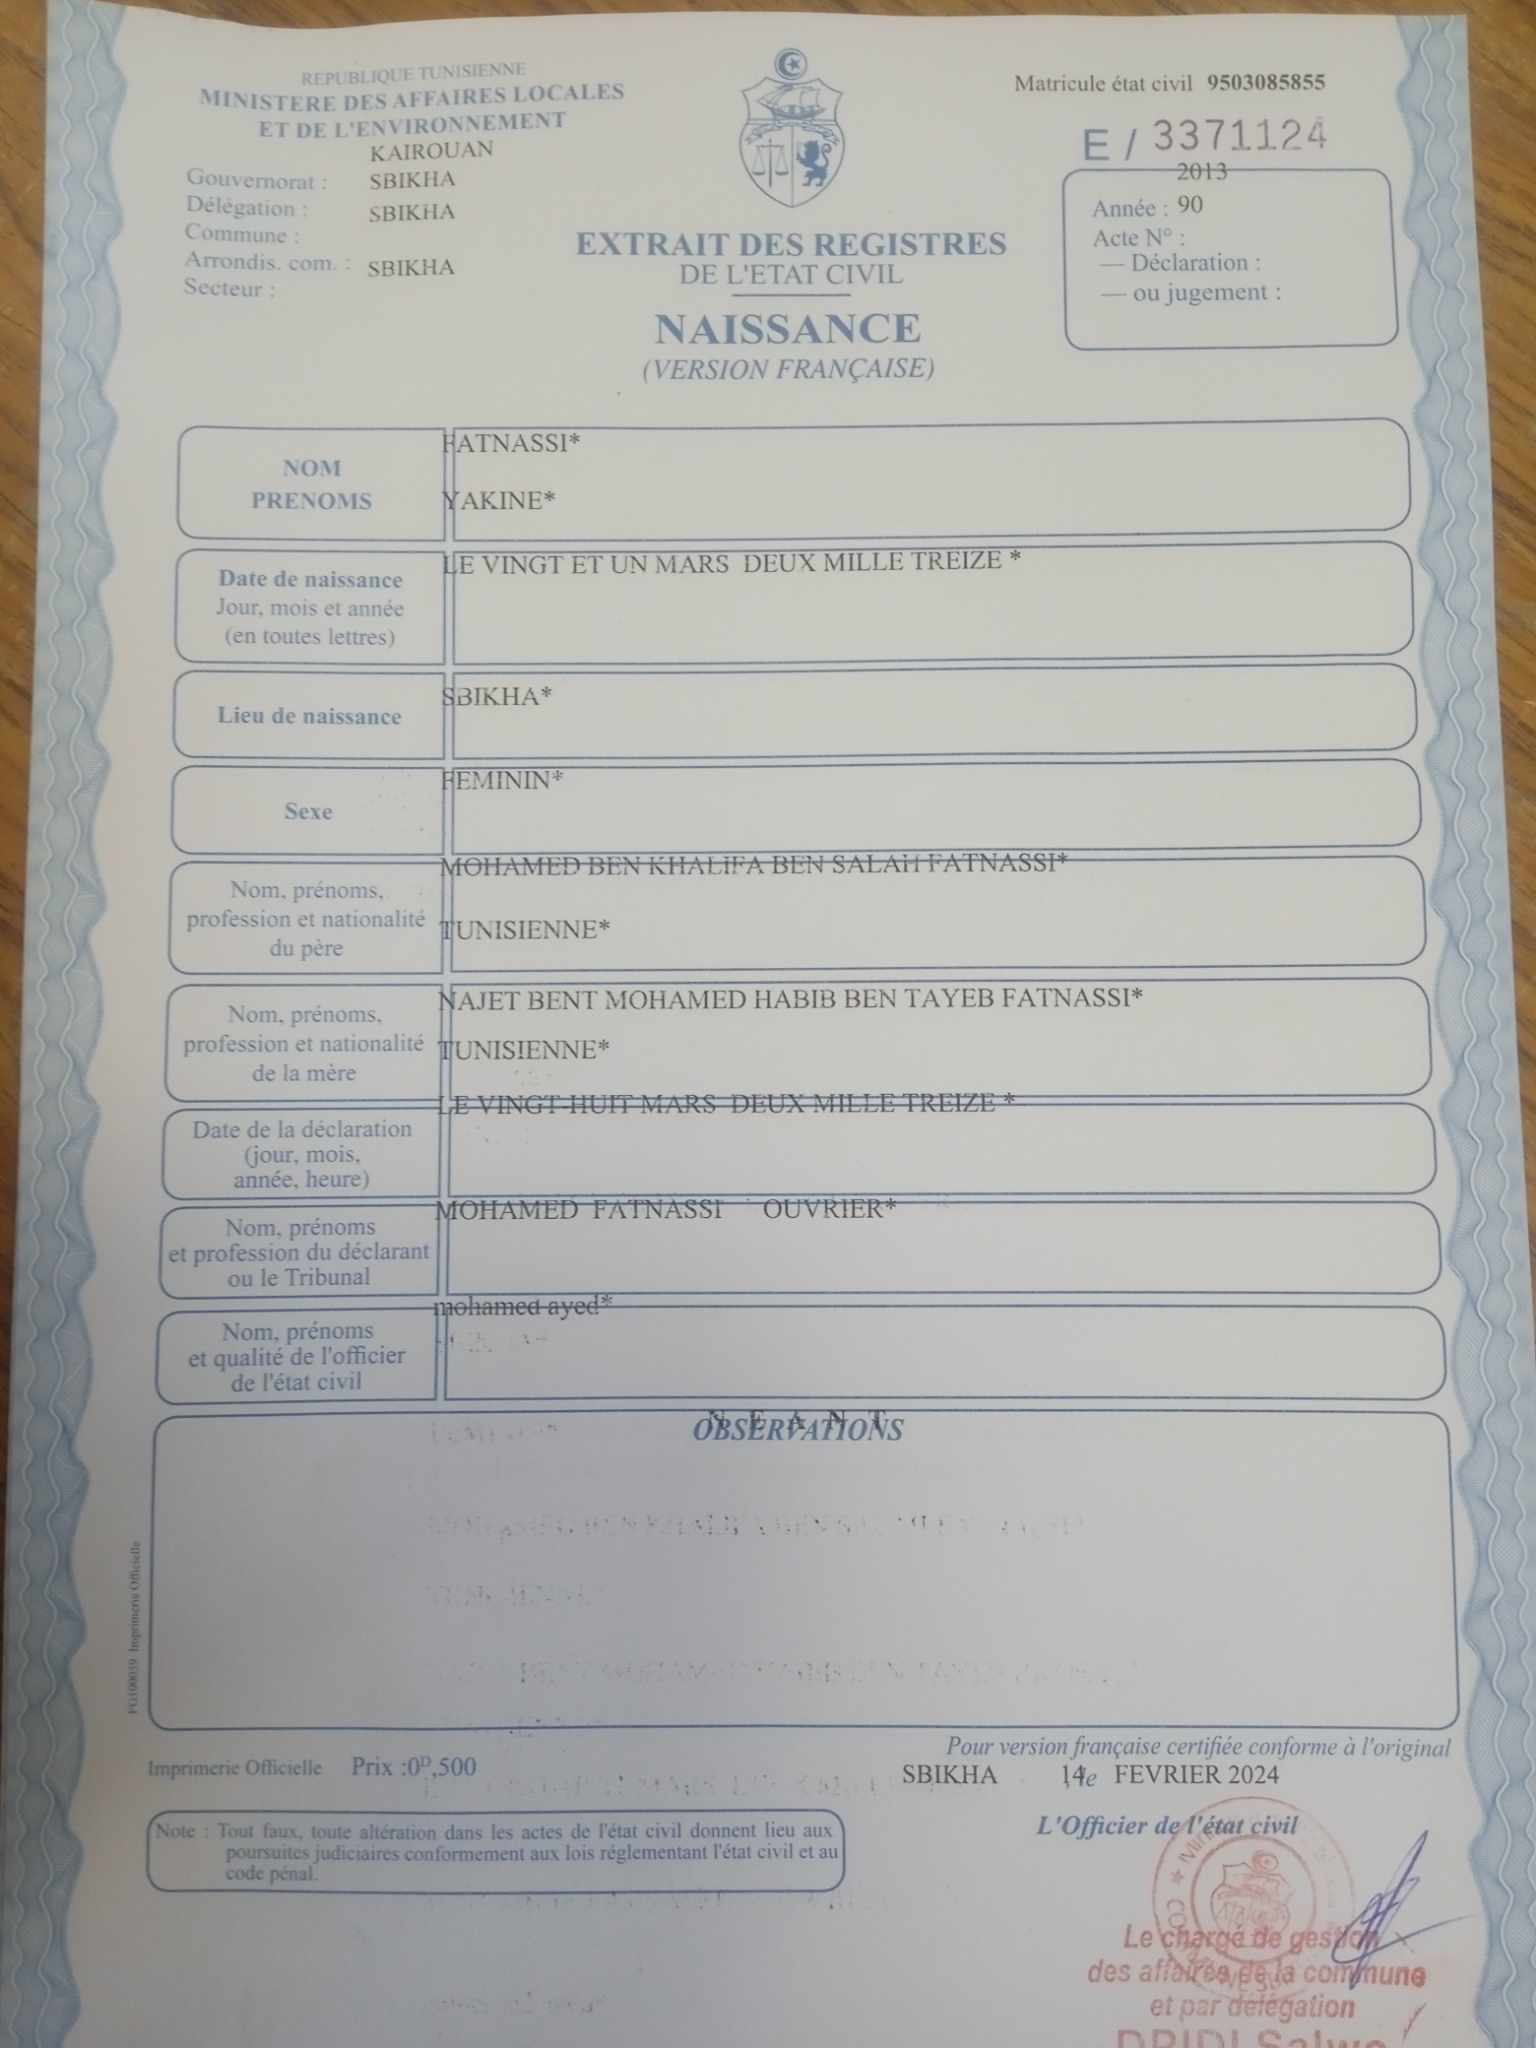 REPUBLIQUE TUNISIENNE
MINISTERE DES AFFAIRES LOCALES
ET DE L'ENVIRONNEMENT
KAIROUAN
Gouvernorat : SBIKHA
Délégation : SBIKHA
Commune :
Arrondis. com. : SBIKHA
Secteur :
EXTRAIT DES REGISTRES
DE L'ETAT CIVIL
NAISSANCE
(VERSION FRANÇAISE)
Matricule état civil 9503085855
E / 3371124
2013
Année : 90
Acte N° :
— Déclaration :
— ou jugement :
NOM
PRENOMS
FATNASSI*
YAKINE*
Date de naissance
Jour, mois et année
(en toutes lettres)
LE VINGT ET UN MARS DEUX MILLE TREIZE *
Lieu de naissance
SBIKHA*
Sexe
FEMININ*
Nom, prénoms,
profession et nationalité
du père
MOHAMED BEN KHALIFA BEN SALAH FATNASSI*
TUNISIENNE*
Nom, prénoms,
profession et nationalité
de la mère
NAJET BENT MOHAMED HABIB BEN TAYEB FATNASSI*
TUNISIENNE*
Date de la déclaration
(jour, mois,
année, heure)
LE VINGT-HUIT MARS DEUX MILLE TREIZE *
Nom, prénoms
et profession du déclarant
ou le Tribunal
MOHAMED FATNASSI OUVRIER*
Nom, prénoms
et qualité de l'officier
de l'état civil
mohamed ayed*
N E A N T
OBSERVATIONS
FG100039 Imprimerie Officielle
Imprimerie Officielle Prix :0D,500
Pour version française certifiée conforme à l'original
SBIKHA 14 ,le FEVRIER 2024
Note : Tout faux, toute altération dans les actes de l'état civil donnent lieu aux
poursuites judiciaires conformement aux lois réglementant l'état civil et au
code pénal.
L'Officier de l'état civil
Le chargé de gestion
des affaires de la commune
et par délégation
DRIDI Salwa